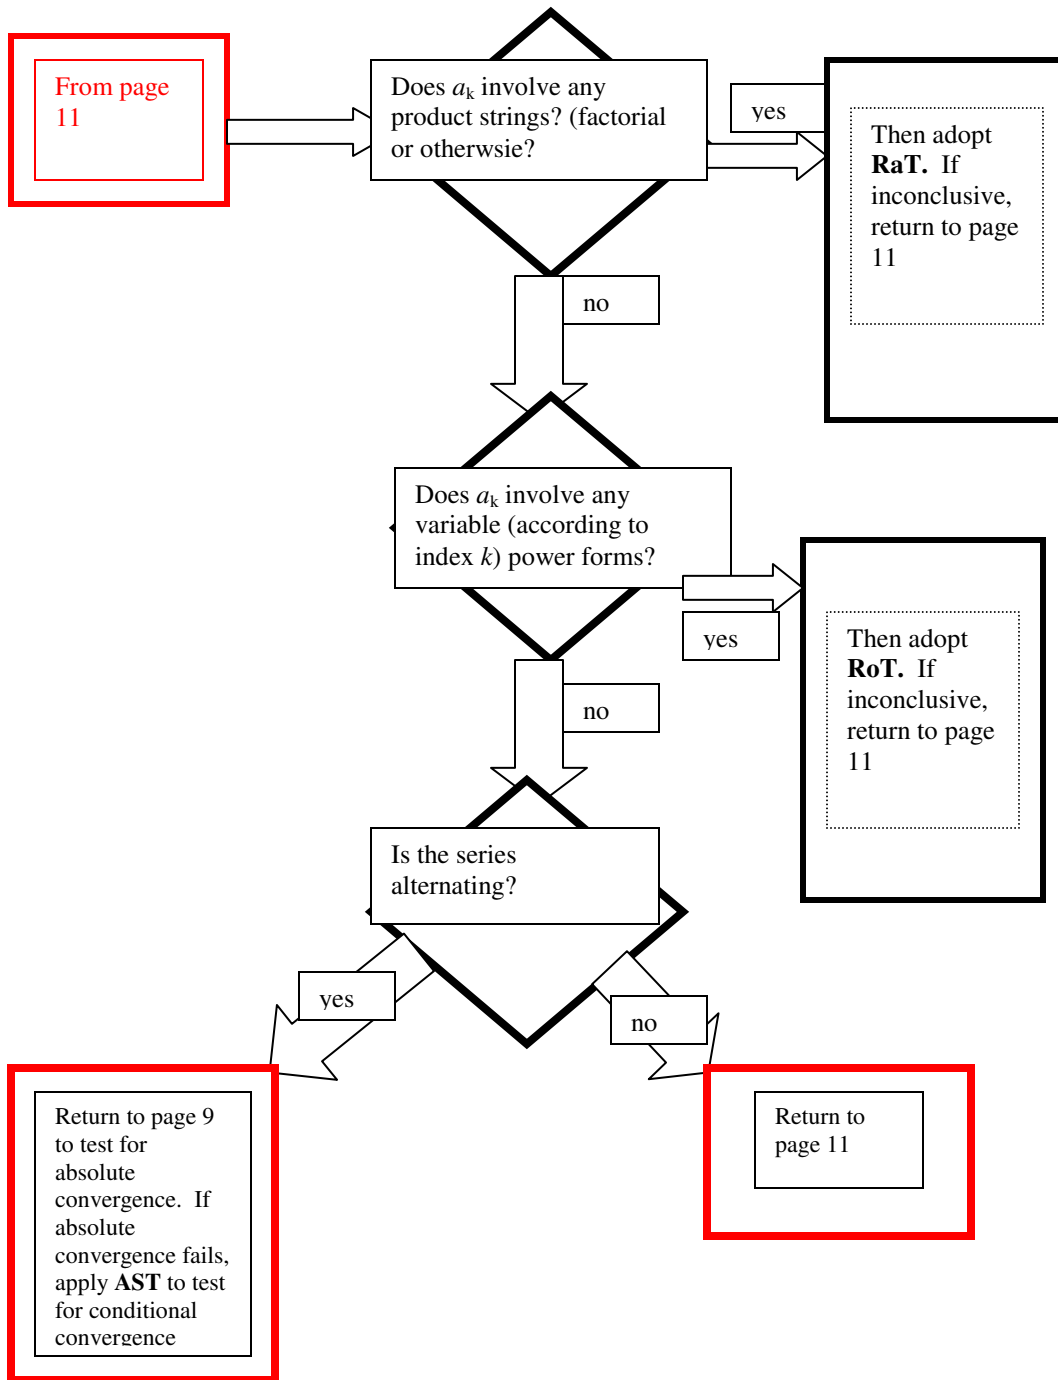 From page
11
Does a_k involve any
product strings? (factorial
or otherwsie?
yes
Then adopt
RaT. If
inconclusive,
return to page
11
no
Does a_k involve any
variable (according to
index k) power forms?
yes
Then adopt
RoT. If
inconclusive,
return to page
11
no
Is the series
alternating?
yes
no
Return to page 9
to test for
absolute
convergence. If
absolute
convergence fails,
apply AST to test
for conditional
convergence
Return to
page 11